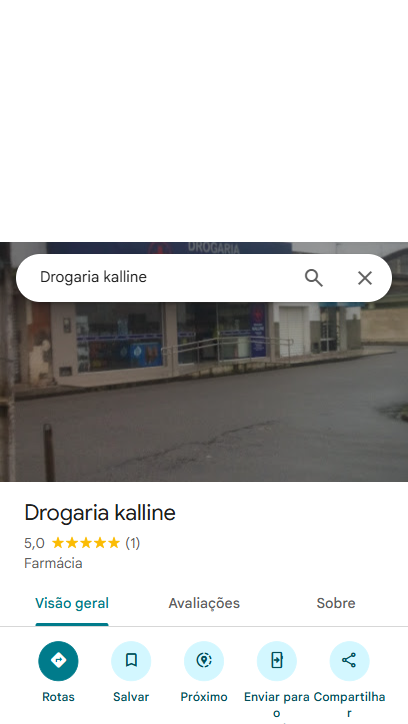 DROGARIA
Drogaria kalline
Drogaria kalline
5,0 (1)
Farmácia
Visão geral Avaliações Sobre
Rotas Salvar Próximo Enviar para o Compartilhar